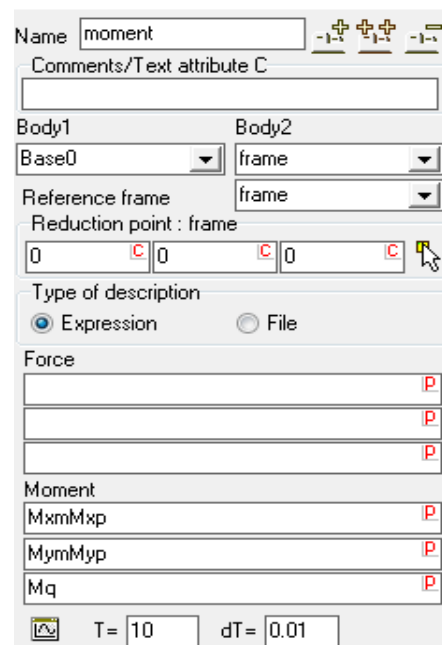 Name moment
Comments/Text attribute C
Body1 Body2
Base0 frame
Reference frame frame
Reduction point : frame
0 C 0 C 0 C
Type of description
Expression File
Force
P
P
P
Moment
MxmMxp P
MymMyp P
Mq P
T= 10 dT= 0.01